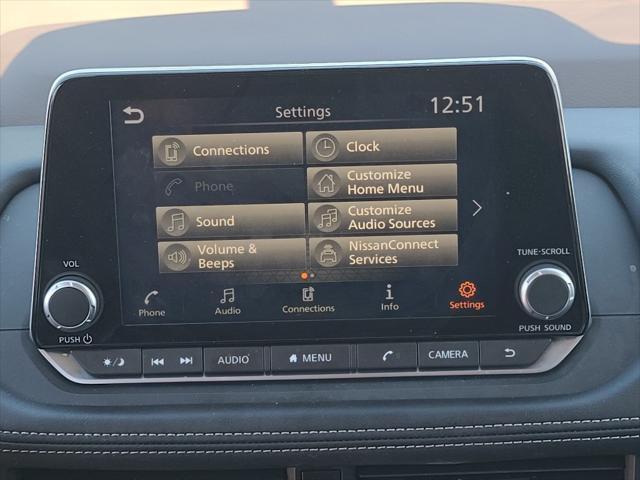 Settings
12:51
Connections
Clock
Phone
Customize
Home Menu
Sound
Customize
Audio Sources
Volume &
Beeps
NissanConnect
Services
Phone
Audio
Connections
Info
Settings
VOL
PUSH
TUNE·SCROLL
PUSH SOUND
AUDIO
MENU
CAMERA